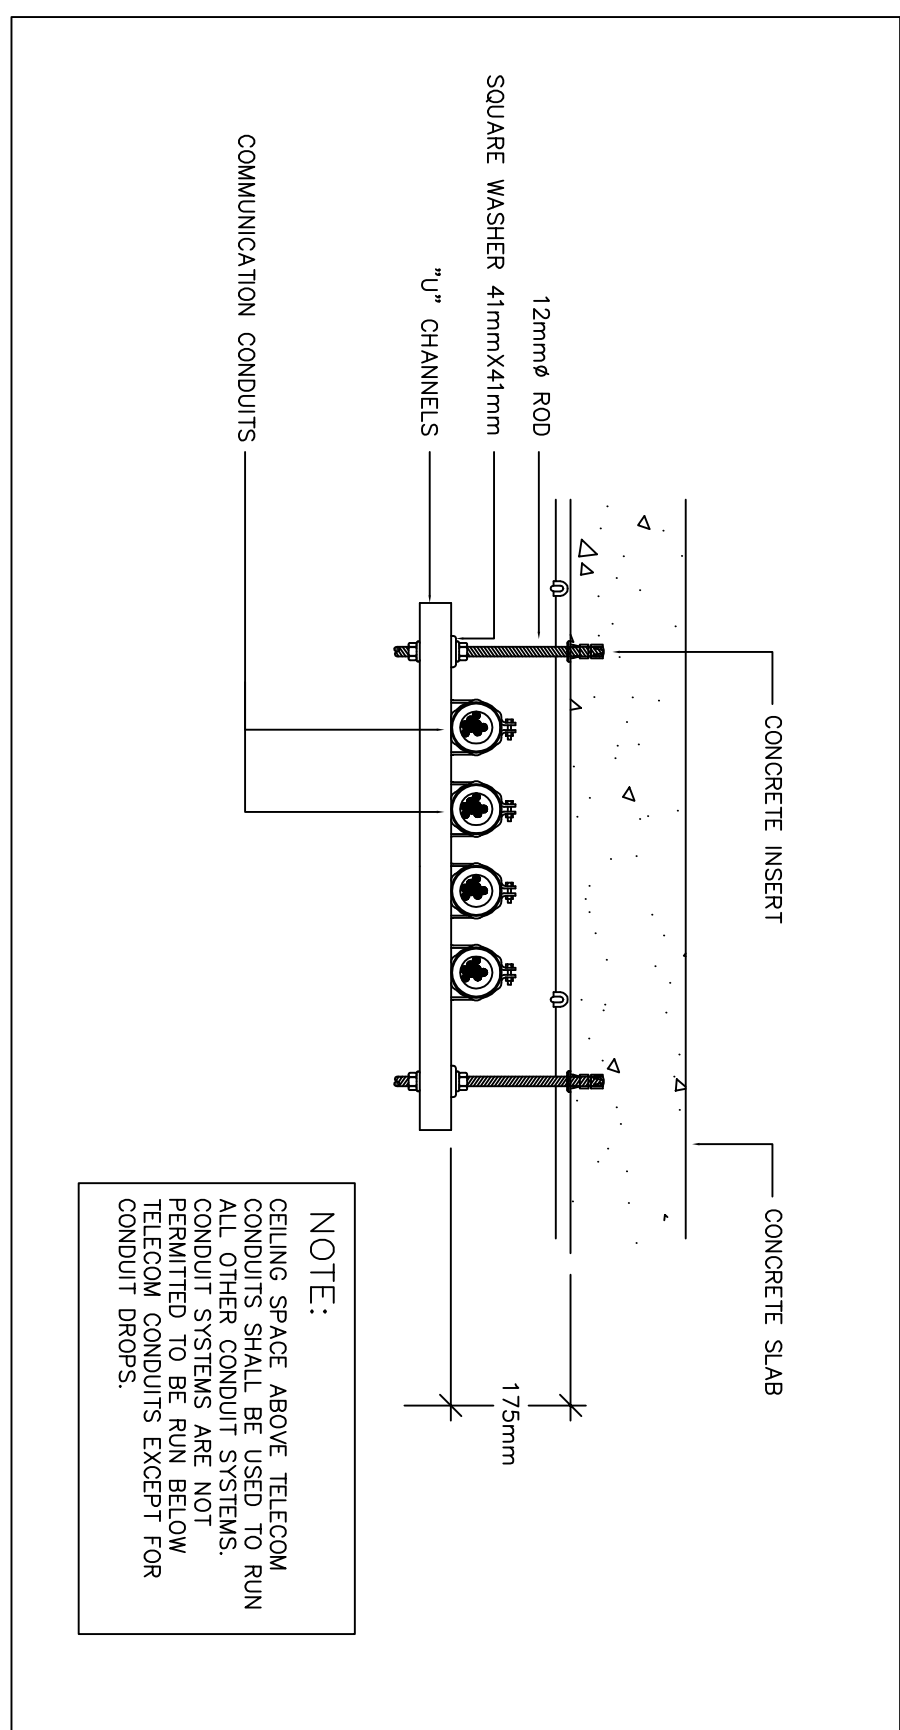 CONCRETE INSERT
CONCRETE SLAB
12mmø ROD
SQUARE WASHER 41mmX41mm
"U" CHANNELS
COMMUNICATION CONDUITS
175mm
NOTE:
CEILING SPACE ABOVE TELECOM
CONDUITS SHALL BE USED TO RUN
ALL OTHER CONDUIT SYSTEMS.
CONDUIT SYSTEMS ARE NOT
PERMITTED TO BE RUN BELOW
TELECOM CONDUITS EXCEPT FOR
CONDUIT DROPS.